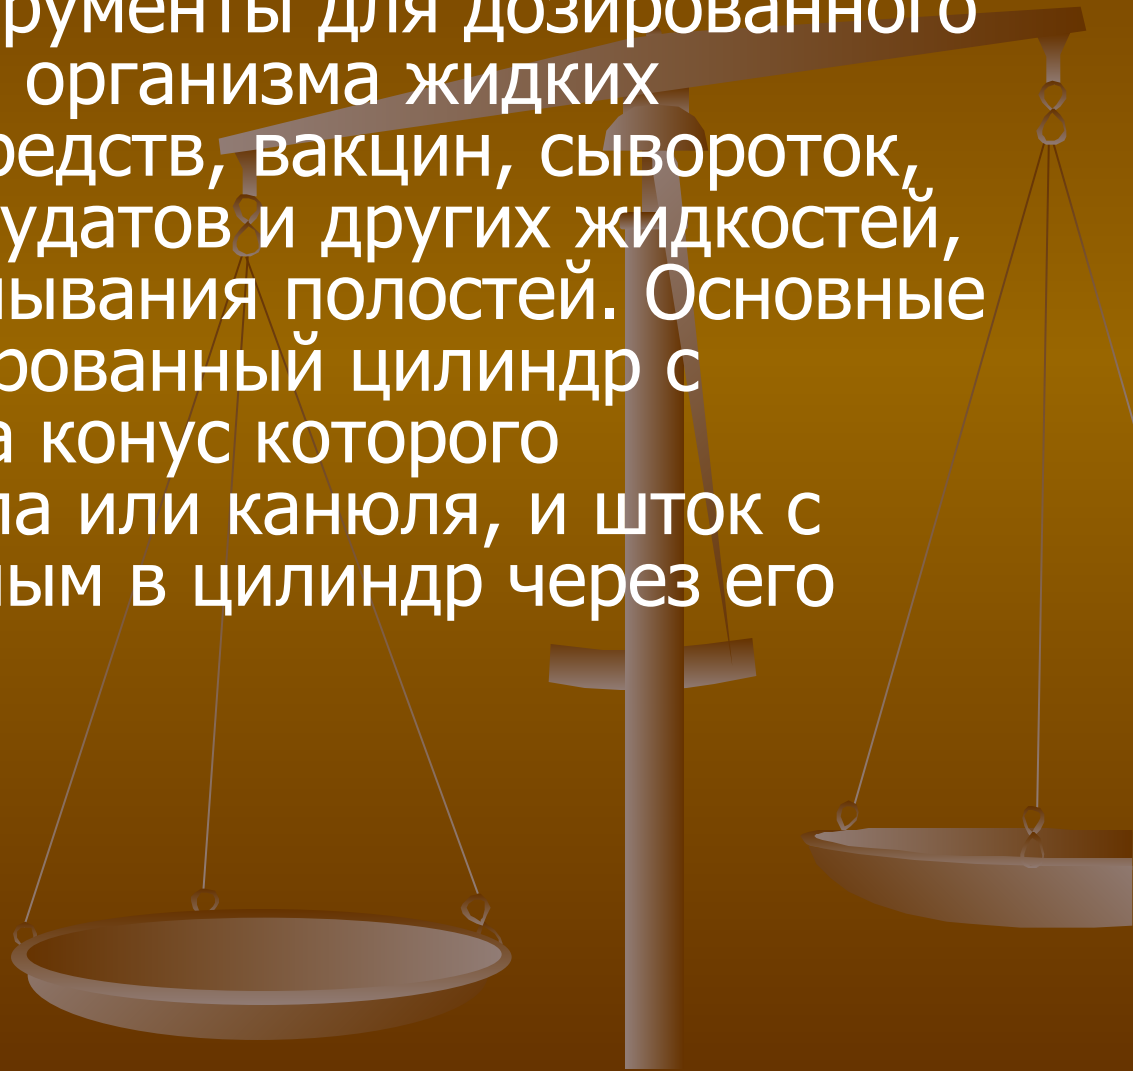 рументы для дозированного
организма жидких
редств, вакцин, сывороток,
удатов и других жидкостей,
ывания полостей. Основные
рованный цилиндр с
а конус которого
ла или канюля, и шток с
ым в цилиндр через его